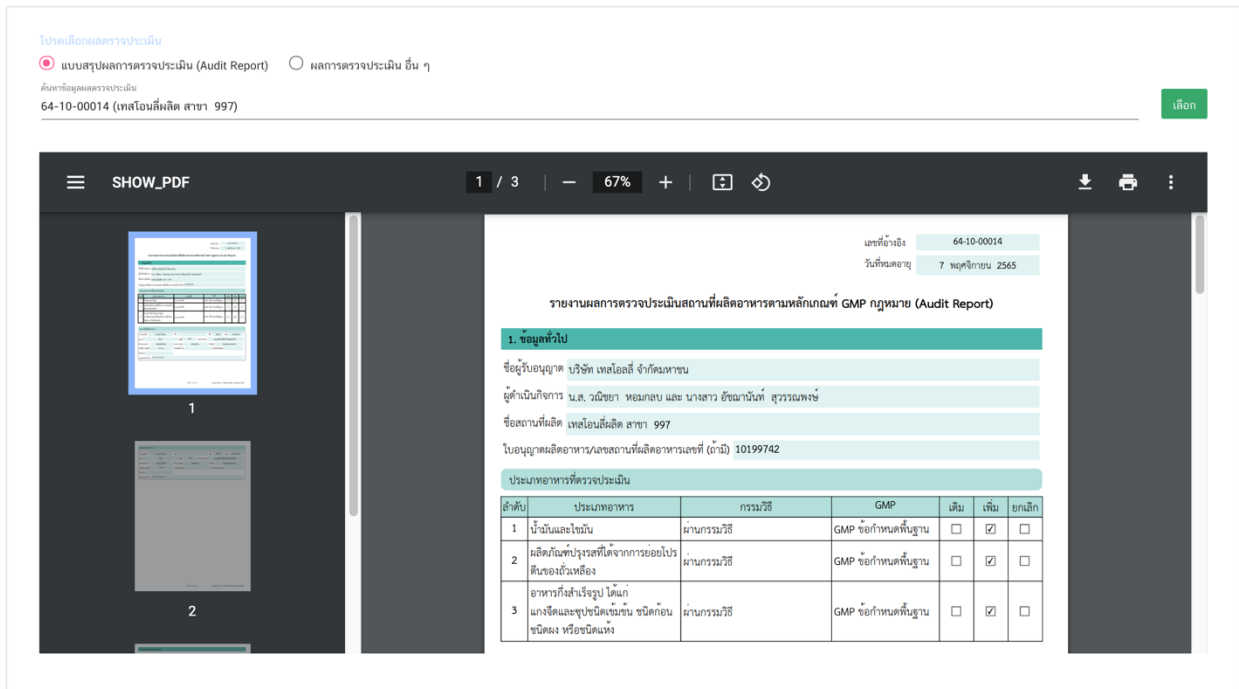 โปรดเลือกผลตรวจประเมิน
แบบสรุปผลการตรวจประเมิน (Audit Report) ผลการตรวจประเมิน อื่น ๆ
ค้นหาข้อมูลผลตรวจประเมิน
64-10-00014 (เทสโอนลี่ผลิต สาขา 997)
เลือก
SHOW_PDF
1 / 3
67%
1
2
เลขที่อ้างอิง 64-10-00014
วันที่หมดอายุ 7 พฤศจิกายน 2565
รายงานผลการตรวจประเมินสถานที่ผลิตอาหารตามหลักเกณฑ์ GMP กฎหมาย (Audit Report)
1. ข้อมูลทั่วไป
ชื่อผู้รับอนุญาต บริษัท เทสโอลลี่ จำกัดมหาชน
ผู้ดำเนินกิจการ น.ส. วณิชยา หอมกลบ และ นางสาว อัชฌานันท์ สุวรรณพงษ์
ชื่อสถานที่ผลิต เทสโอนลี่ผลิต สาขา 997
ใบอนุญาตผลิตอาหาร/เลขสถานที่ผลิตอาหารเลขที่ (ถ้ามี) 10199742
ประเภทอาหารที่ตรวจประเมิน
ลำดับ ประเภทอาหาร กรรมวิธี GMP เดิม เพิ่ม ยกเลิก
1 น้ำมันและไขมัน ผ่านกรรมวิธี GMP ข้อกำหนดพื้นฐาน
2 ผลิตภัณฑ์ปรุงรสที่ได้จากการย่อยโปร
ตีนของถั่วเหลือง ผ่านกรรมวิธี GMP ข้อกำหนดพื้นฐาน
3 อาหารกึ่งสำเร็จรูป ได้แก่
แกงจืดและซุปชนิดเข้มข้น ชนิดก้อน
ชนิดผง หรือชนิดแห้ง ผ่านกรรมวิธี GMP ข้อกำหนดพื้นฐาน